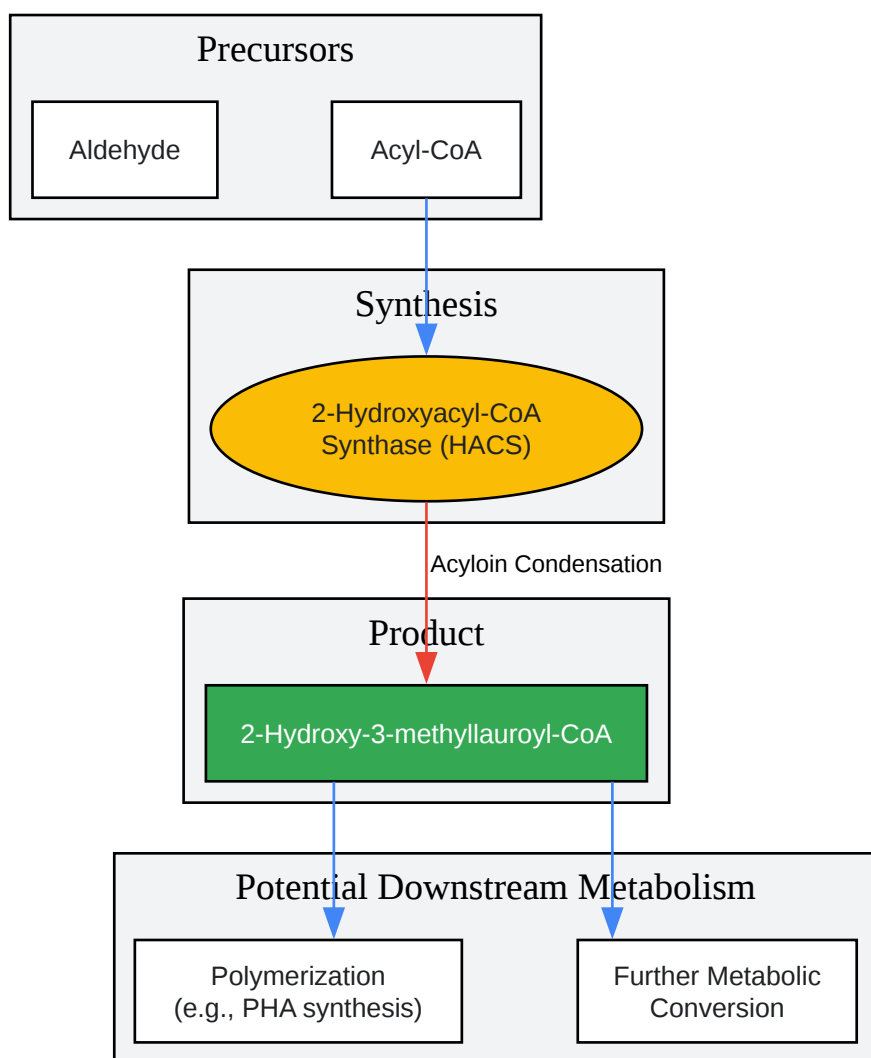 Precursors
Aldehyde
Acyl-CoA
Synthesis
2-Hydroxyacyl-CoA
Synthase (HACS)
Acyloin Condensation
Product
2-Hydroxy-3-methyllauroyl-CoA
Potential Downstream Metabolism
Polymerization
(e.g., PHA synthesis)
Further Metabolic
Conversion